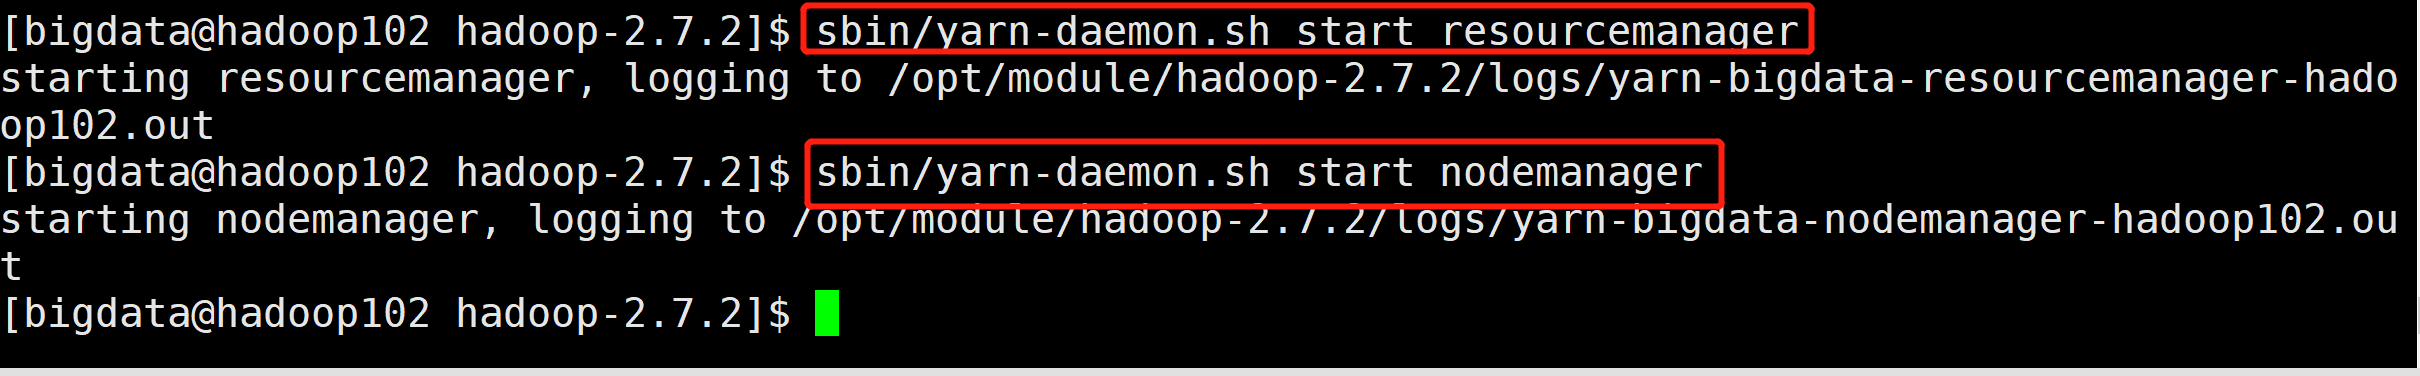 [bigdata@hadoop102 hadoop-2.7.2]$ sbin/yarn-daemon.sh start resourcemanager
starting resourcemanager, logging to /opt/module/hadoop-2.7.2/logs/yarn-bigdata-resourcemanager-hado
op102.out
[bigdata@hadoop102 hadoop-2.7.2]$ sbin/yarn-daemon.sh start nodemanager
starting nodemanager, logging to /opt/module/hadoop-2.7.2/logs/yarn-bigdata-nodemanager-hadoop102.ou
t
[bigdata@hadoop102 hadoop-2.7.2]$